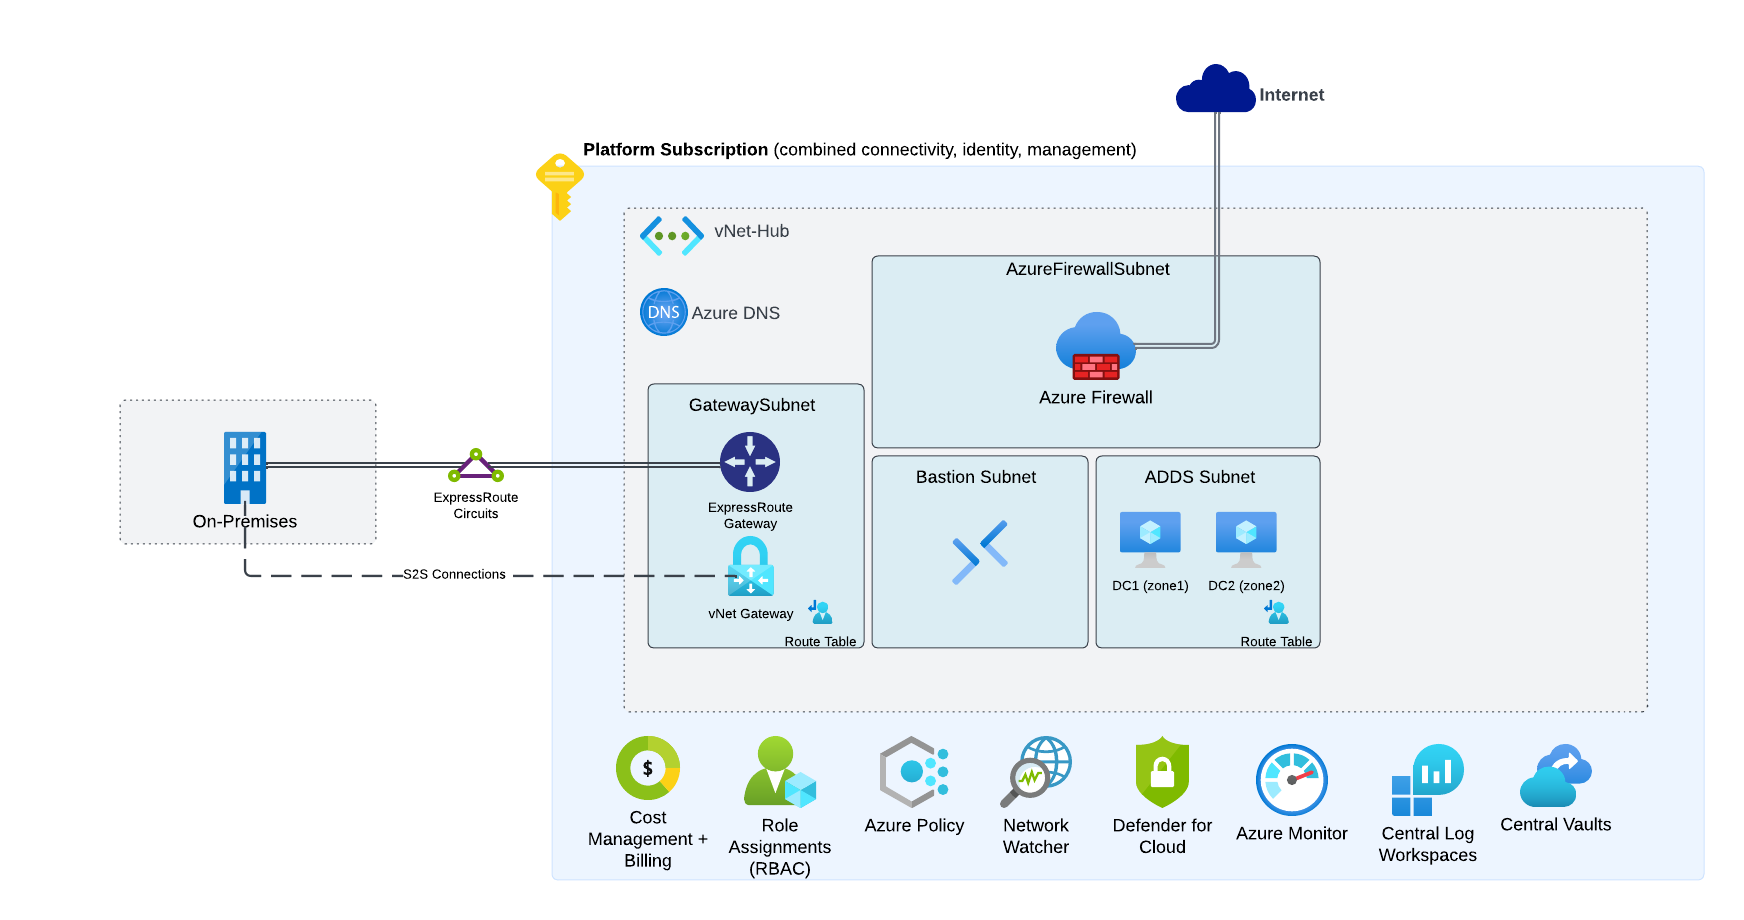 Internet
Platform Subscription (combined connectivity, identity, management)
vNet-Hub
DNS
Azure DNS
AzureFirewallSubnet
Azure Firewall
GatewaySubnet
ExpressRoute
Gateway
vNet Gateway
Route Table
On-Premises
ExpressRoute
Circuits
S2S Connections
Bastion Subnet
ADDS Subnet
DC1 (zone1)
DC2 (zone2)
Route Table
$
Cost
Management +
Billing
Role
Assignments
(RBAC)
Azure Policy
Network
Watcher
Defender for
Cloud
Azure Monitor
Central Log
Workspaces
Central Vaults